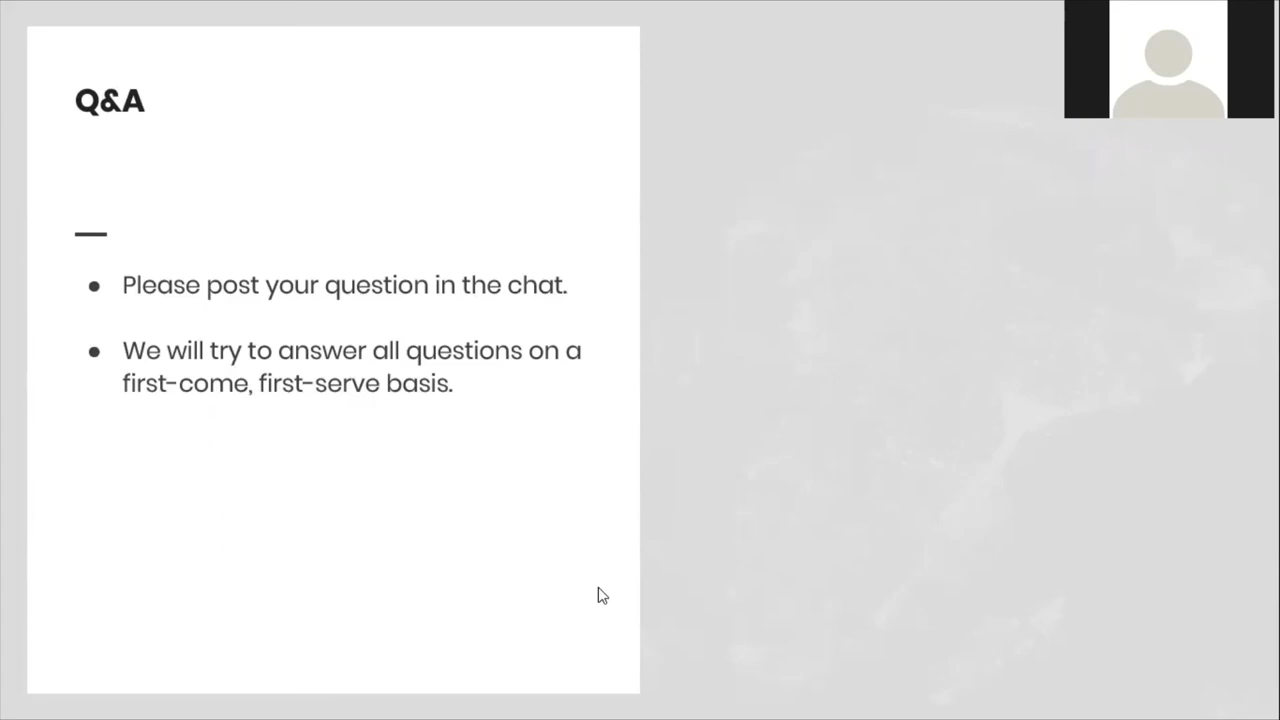 Q&A
● Please post your question in the chat.
● We will try to answer all questions on a
first-come, first-serve basis.